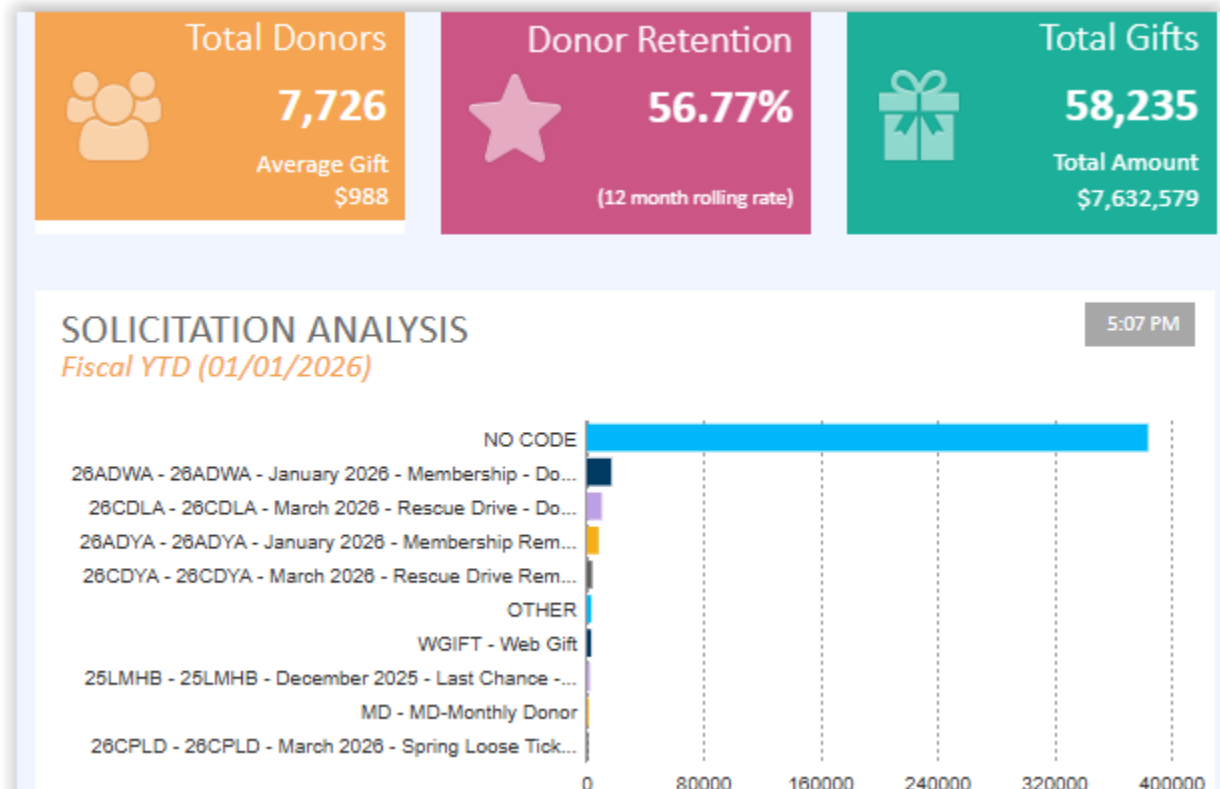 Total Donors
7,726
Average Gift
$988
Donor Retention
56.77%
(12 month rolling rate)
Total Gifts
58,235
Total Amount
$7,632,579
SOLICITATION ANALYSIS
5:07 PM
Fiscal YTD (01/01/2026)
NO CODE
26ADWA - 26ADWA - January 2026 - Membership - Do...
26CDLA - 26CDLA - March 2026 - Rescue Drive - Do...
26ADYA - 26ADYA - January 2026 - Membership Rem...
26CDYA - 26CDYA - March 2026 - Rescue Drive Rem...
OTHER
WGIFT - Web Gift
25LMHB - 25LMHB - December 2025 - Last Chance -...
MD - MD-Monthly Donor
26CPLD - 26CPLD - March 2026 - Spring Loose Tick...
0 80000 160000 240000 320000 400000